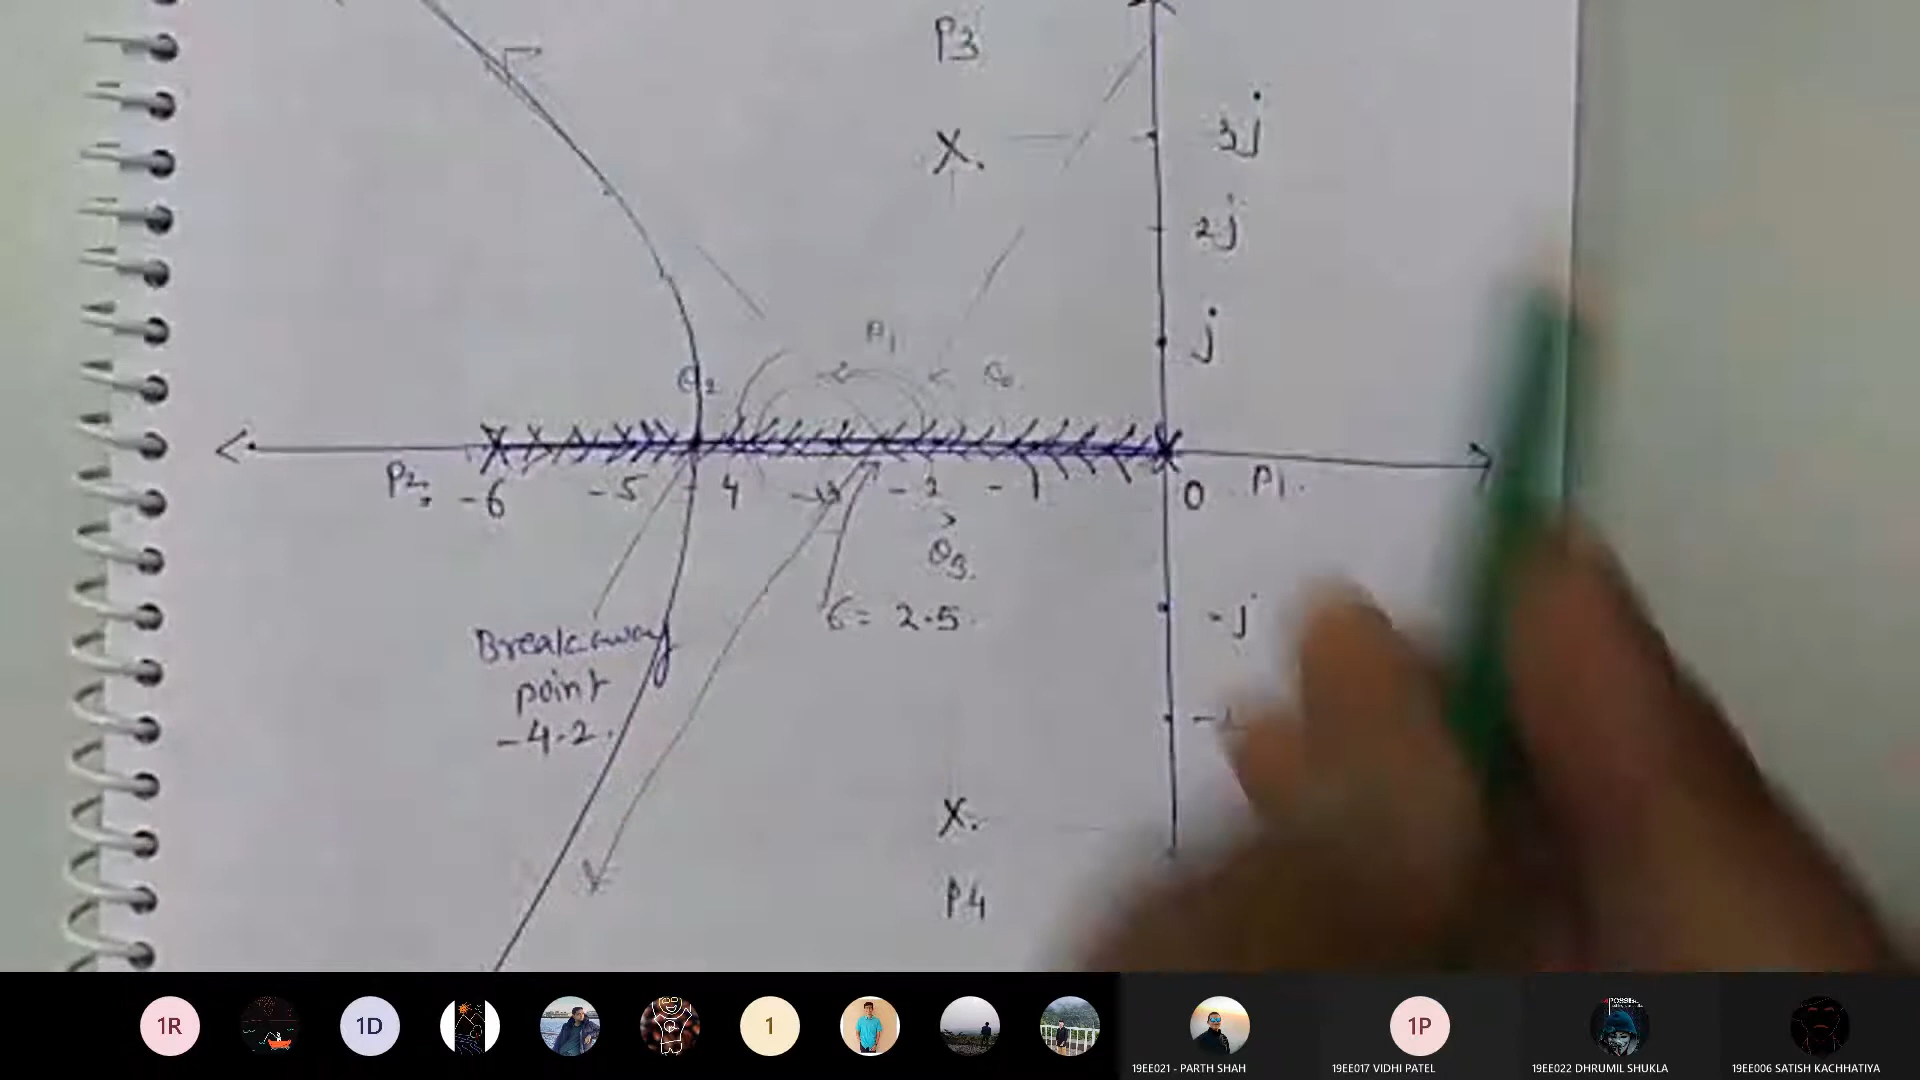 P3
X.
3j
2j
j
P1
θ2
P2
-6
-5
4
-2
-1
0
P1.
θ3.
σ= 2.5.
-j
Breakaway
point
-4.2.
X.
P4
1R
1D
1
1P
19EE021 - PARTH SHAH
19EE017 VIDHI PATEL
19EE022 DHRUMIL SHUKLA
19EE006 SATISH KACHHATIYA